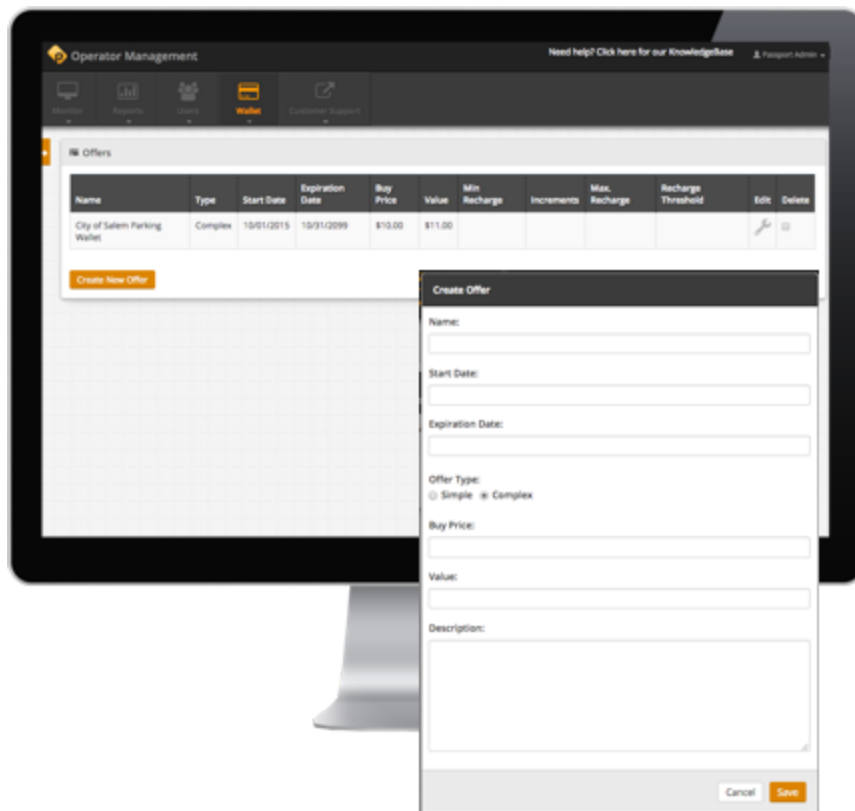 Operator Management
Need help? Click here for our KnowledgeBase
Passport Admin
Monitor Reports Users Wallet Customer Support
Offers
Name Type Start Date Expiration Date Buy Price Value Min Recharge Increments Max. Recharge Recharge Threshold Edit Delete
City of Salem Parking Wallet Complex 10/01/2015 10/31/2099 $10.00 $11.00
Create New Offer
Create Offer
Name:
Start Date:
Expiration Date:
Offer Type:
Simple Complex
Buy Price:
Value:
Description:
Cancel Save